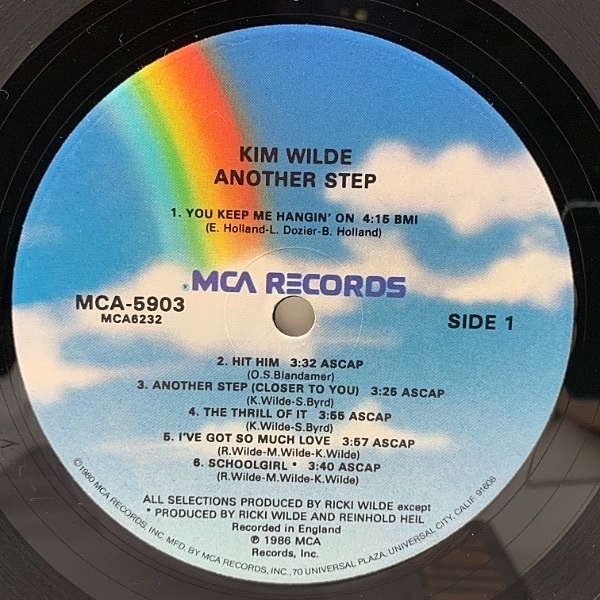 KIM WILDE
ANOTHER STEP
1. YOU KEEP ME HANGIN' ON 4:15 BMI
(E. Holland-L. Dozier-B. Holland)
MCA RECORDS
MCA-5903
MCA6232
SIDE 1
2. HIT HIM 3:32 ASCAP
(O.S.Blandamer)
3. ANOTHER STEP (CLOSER TO YOU) 3:25 ASCAP
(K.Wilde-S.Byrd)
4. THE THRILL OF IT 3:55 ASCAP
(K.Wilde-S.Byrd)
5. I'VE GOT SO MUCH LOVE 3:57 ASCAP
(R.Wilde-M.Wilde-K.Wilde)
6. SCHOOLGIRL * 3:40 ASCAP
(R.Wilde-M.Wilde-K.Wilde)
ALL SELECTIONS PRODUCED BY RICKI WILDE except
* PRODUCED BY RICKI WILDE AND REINHOLD HEIL
Recorded in England
℗ 1986 MCA
Records, Inc.
©1980 MCA RECORDS, INC. MFD. BY MCA RECORDS, INC., 70 UNIVERSAL PLAZA, UNIVERSAL CITY, CALIF. 91608